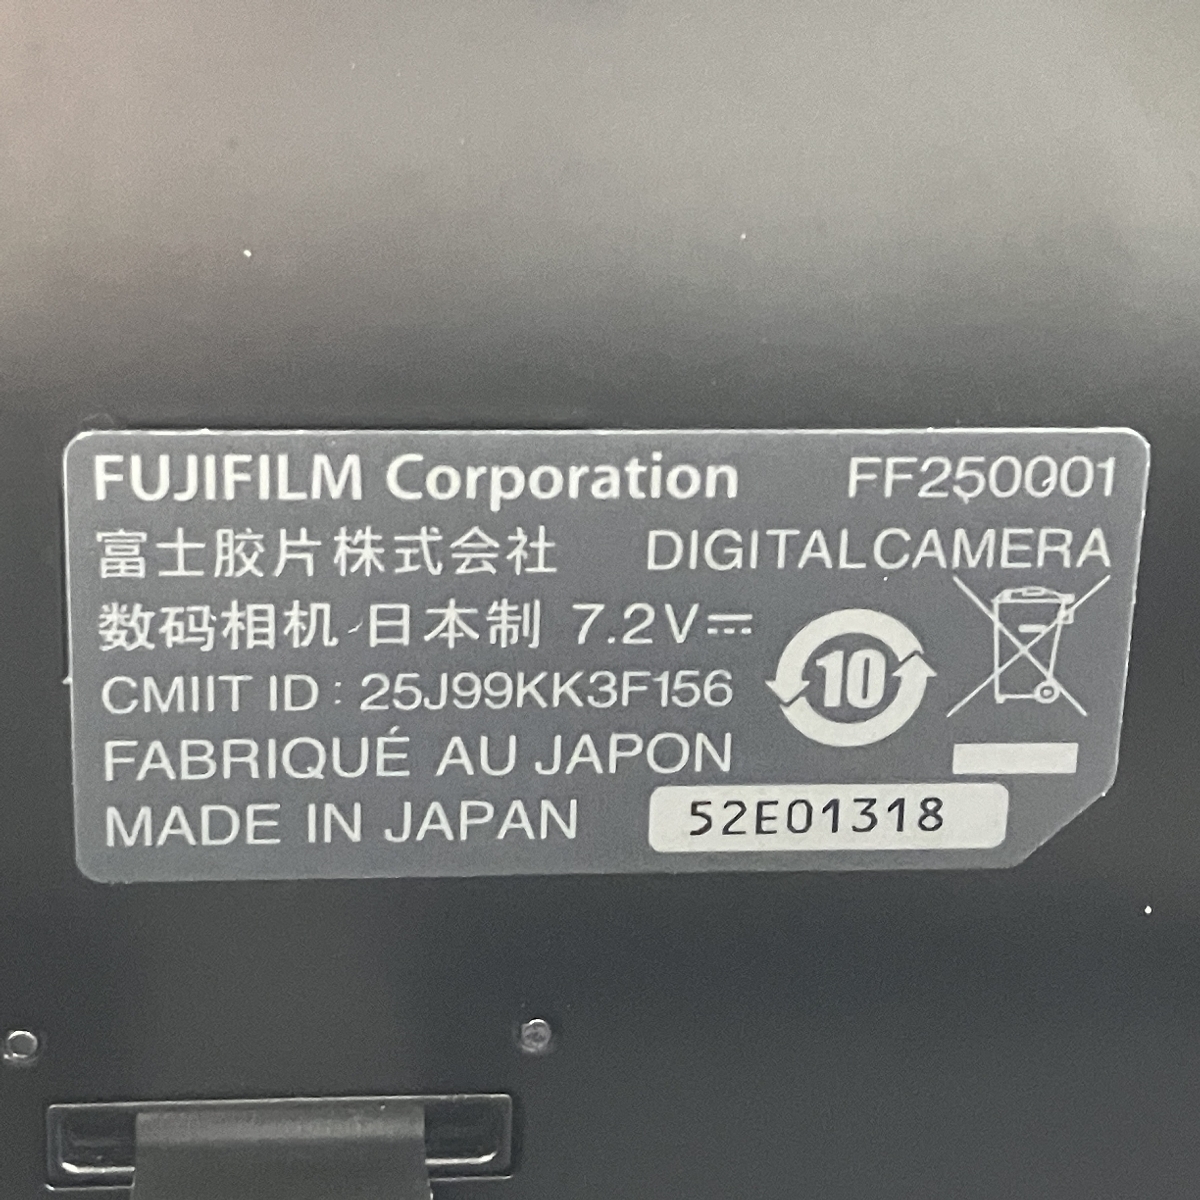 FUJIFILM Corporation FF250001
富士胶片株式会社 DIGITALCAMERA
数码相机 日本制 7.2V⎓
10
CMIIT ID : 25J99KK3F156
FABRIQUÉ AU JAPON
MADE IN JAPAN 52E01318